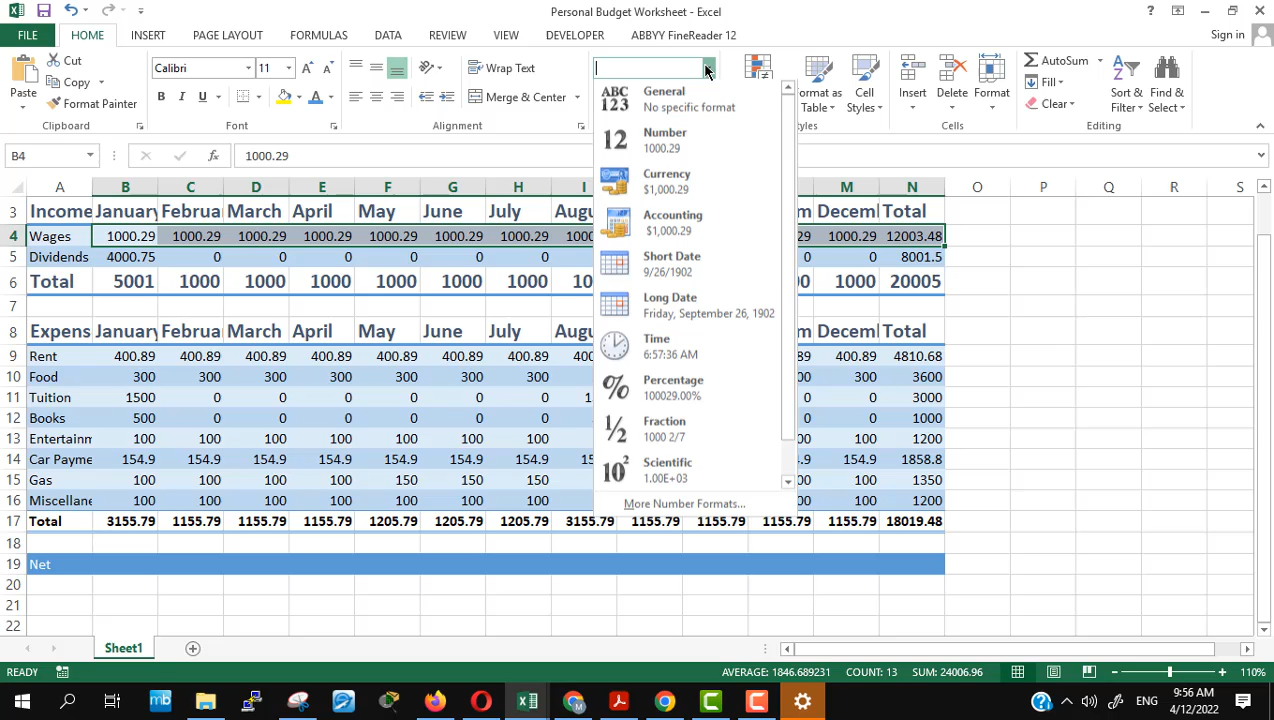 Personal Budget Worksheet - Excel
FILE HOME INSERT PAGE LAYOUT FORMULAS DATA REVIEW VIEW DEVELOPER ABBYY FineReader 12 Sign in
Paste Cut Copy Format Painter Clipboard
Calibri 11 B I U A Font
Wrap Text Merge & Center Alignment
Format as Table Cell Styles Insert Delete Format Cells
AutoSum Fill Clear Sort & Filter Find & Select Editing
General
No specific format
Number
1000.29
Currency
$1,000.29
Accounting
$1,000.29
Short Date
9/26/1902
Long Date
Friday, September 26, 1902
Time
6:57:36 AM
Percentage
100029.00%
Fraction
1000 2/7
Scientific
1.00E+03
More Number Formats...
B4 fx 1000.29
A B C D E F G H I M N O P Q R S
3 Income January Februar March April May June July Augu Decem Total
4 Wages 1000.29 1000.29 1000.29 1000.29 1000.29 1000.29 1000.29 1000.29 12003.48
5 Dividends 4000.75 0 0 0 0 0 0 0 8001.5
6 Total 5001 1000 1000 1000 1000 1000 1000 1000 20005
7
8 Expens January Februar March April May June July Augu Decem Total
9 Rent 400.89 400.89 400.89 400.89 400.89 400.89 400.89 400.89 4810.68
10 Food 300 300 300 300 300 300 300 300 3600
11 Tuition 1500 0 0 0 0 0 0 0 3000
12 Books 500 0 0 0 0 0 0 0 1000
13 Entertainm 100 100 100 100 100 100 100 100 1200
14 Car Payme 154.9 154.9 154.9 154.9 154.9 154.9 154.9 154.9 1858.8
15 Gas 100 100 100 100 150 150 150 100 1350
16 Miscellane 100 100 100 100 100 100 100 100 1200
17 Total 3155.79 1155.79 1155.79 1155.79 1205.79 1205.79 1205.79 3155.79 1155.79 1155.79 1155.79 1155.79 18019.48
18
19 Net
20
21
22
Sheet1
READY AVERAGE: 1846.689231 COUNT: 13 SUM: 24006.96 110%
ENG 9:56 AM
4/12/2022